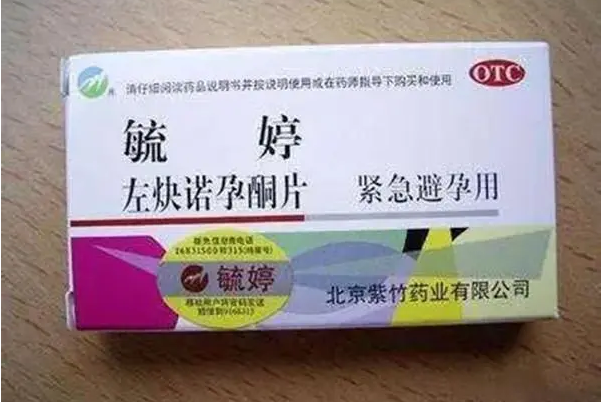 请仔细阅读药品说明书并按说明使用或在药师指导下购买和使用
OTC
毓 婷
左炔诺孕酮片 紧急避孕用
毓婷
北京紫竹药业有限公司